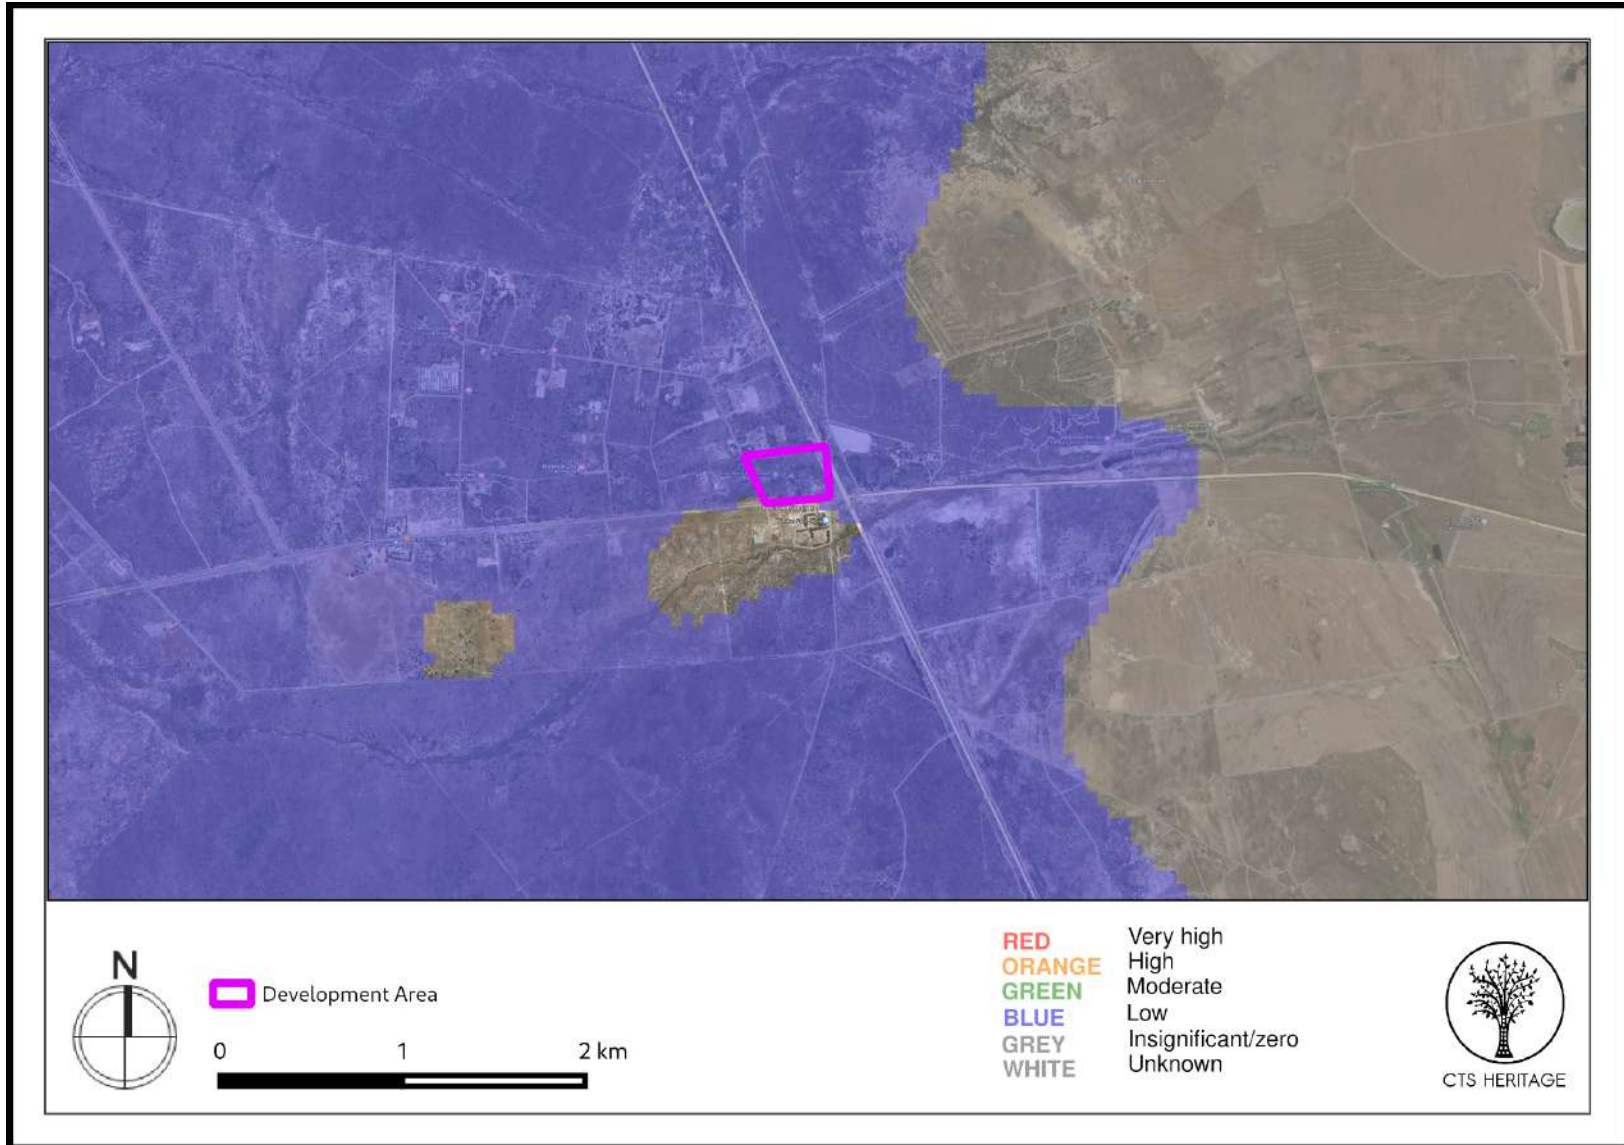 N
Development Area
0 1 2 km
RED Very high
ORANGE High
GREEN Moderate
BLUE Low
GREY Insignificant/zero
WHITE Unknown
CTS HERITAGE